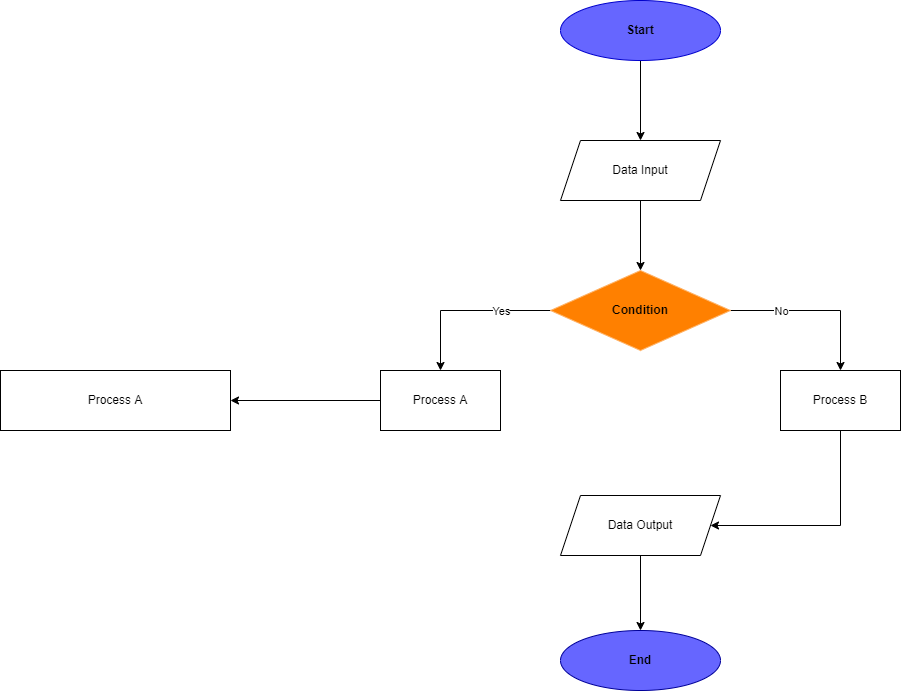 Start
Data Input
Condition
Yes
No
Process A
Process A
Process B
Data Output
End